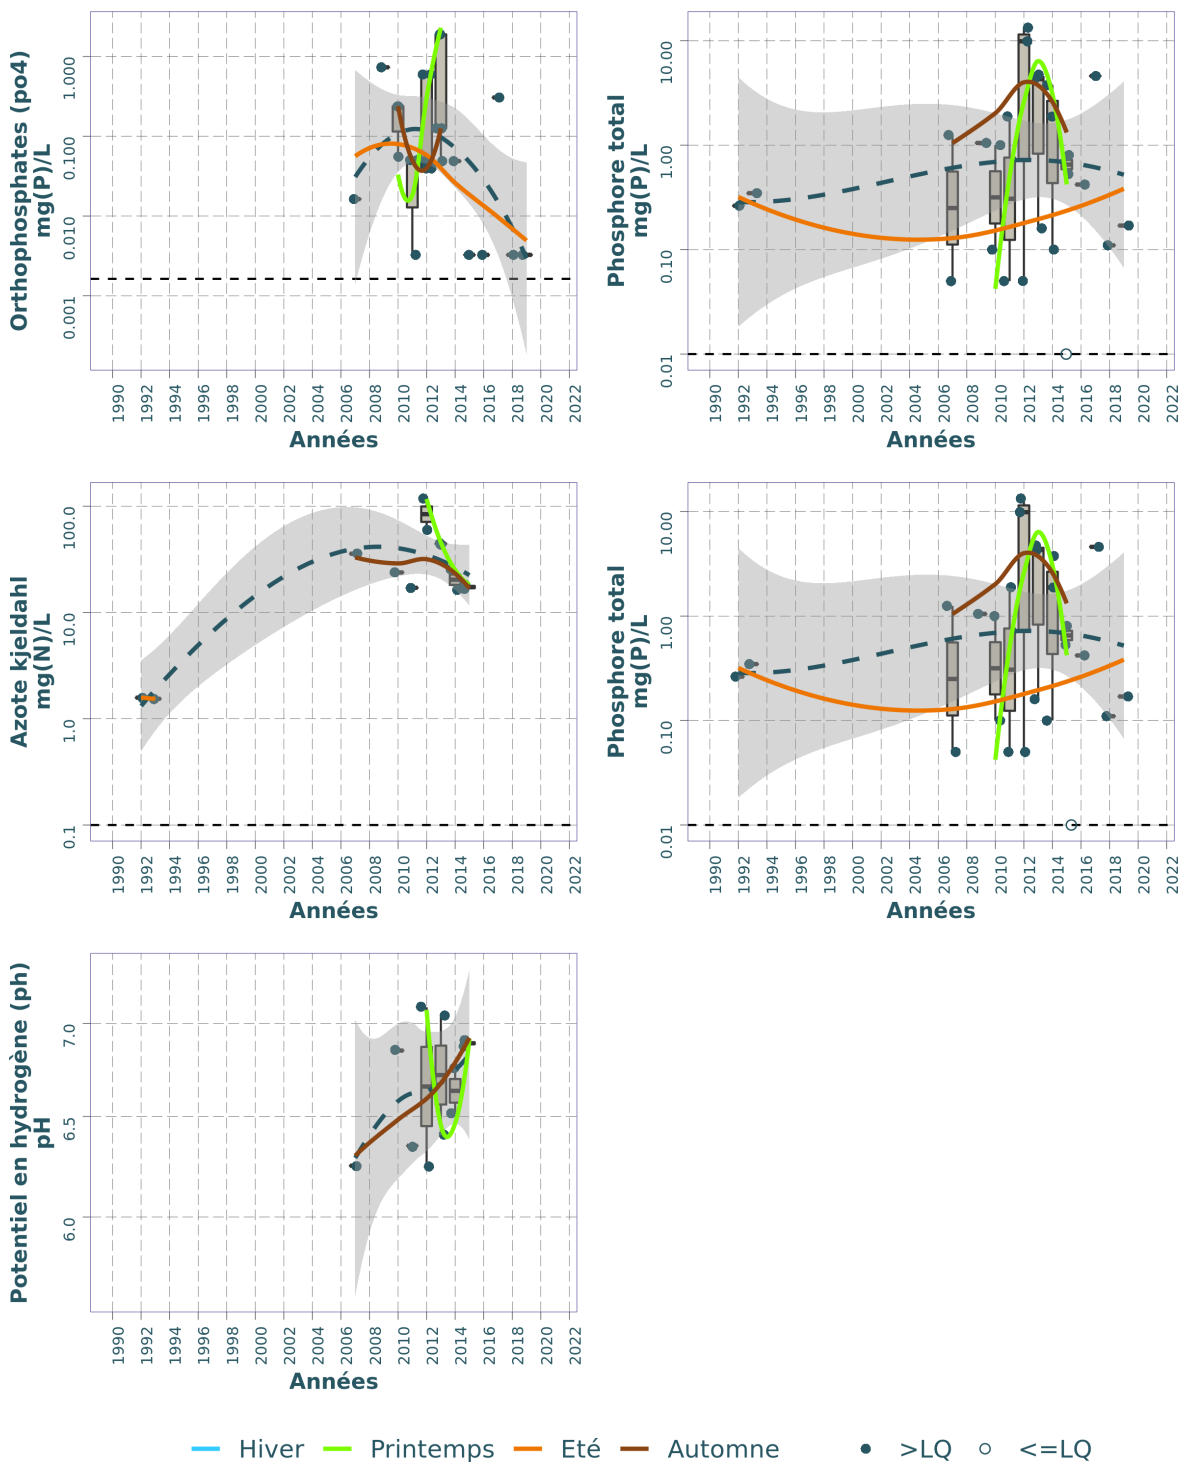 Orthophosphates (po4)
mg(P)/L
1.000
0.100
0.010
0.001
1990 1992 1994 1996 1998 2000 2002 2004 2006 2008 2010 2012 2014 2016 2018 2020 2022
Années
Phosphore total
mg(P)/L
10.00
1.00
0.10
0.01
1990 1992 1994 1996 1998 2000 2002 2004 2006 2008 2010 2012 2014 2016 2018 2020 2022
Années
Azote kjeldahl
mg(N)/L
100.0
10.0
1.0
0.1
1990 1992 1994 1996 1998 2000 2002 2004 2006 2008 2010 2012 2014 2016 2018 2020 2022
Années
Phosphore total
mg(P)/L
10.00
1.00
0.10
0.01
1990 1992 1994 1996 1998 2000 2002 2004 2006 2008 2010 2012 2014 2016 2018 2020 2022
Années
Potentiel en hydrogène (ph)
pH
7.0
6.5
6.0
1990 1992 1994 1996 1998 2000 2002 2004 2006 2008 2010 2012 2014 2016 2018 2020 2022
Années
Hiver Printemps Eté Automne >LQ <=LQ